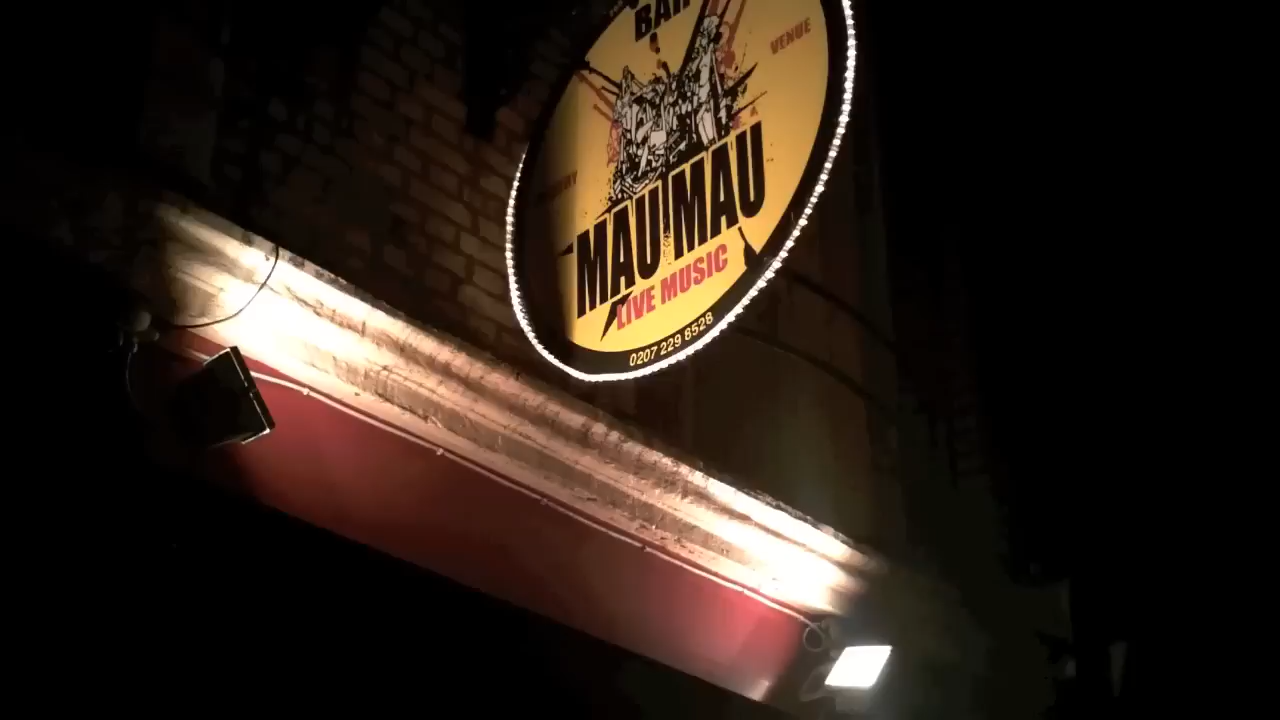 BAR
VENUE
MAU MAU
LIVE MUSIC
0207 229 8528